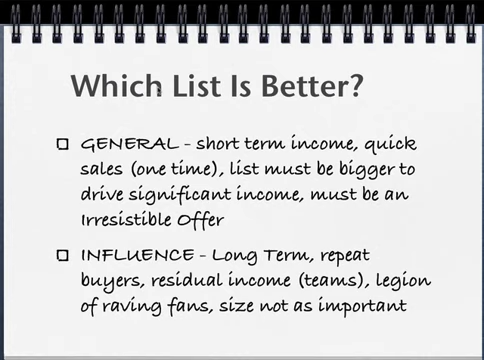 Which List Is Better?
GENERAL - short term income, quick
sales (one time), list must be bigger to
drive significant income, must be an
Irresistible Offer
INFLUENCE - Long Term, repeat
buyers, residual income (teams), legion
of raving fans, size not as important